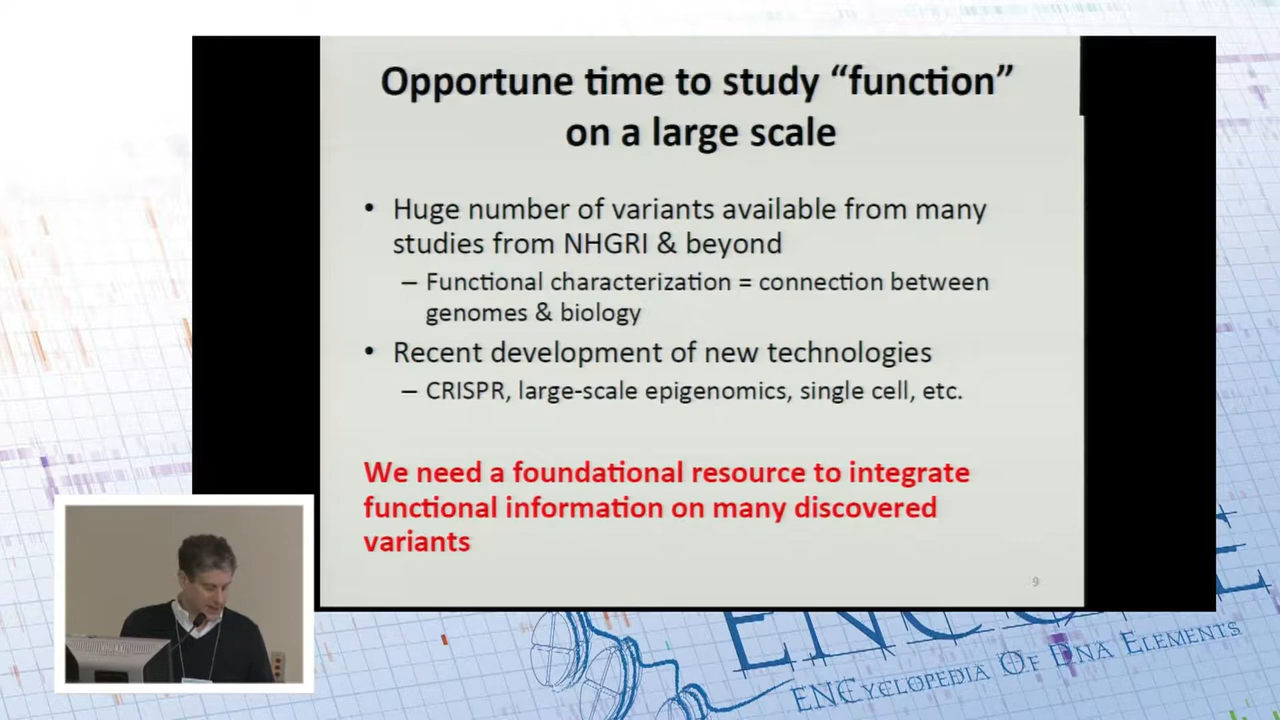 Opportune time to study “function”
on a large scale
• Huge number of variants available from many
studies from NHGRI & beyond
– Functional characterization = connection between
genomes & biology
• Recent development of new technologies
– CRISPR, large-scale epigenomics, single cell, etc.
We need a foundational resource to integrate
functional information on many discovered
variants
9
ENCODE
ENCYCLOPEDIA OF DNA ELEMENTS